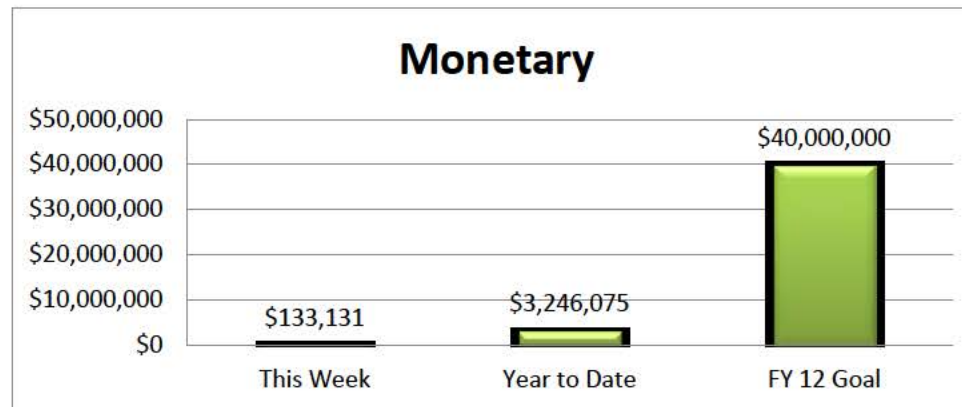 Monetary
$50,000,000
$40,000,000
$30,000,000
$20,000,000
$10,000,000
$0
$133,131
$3,246,075
$40,000,000
This Week
Year to Date
FY 12 Goal